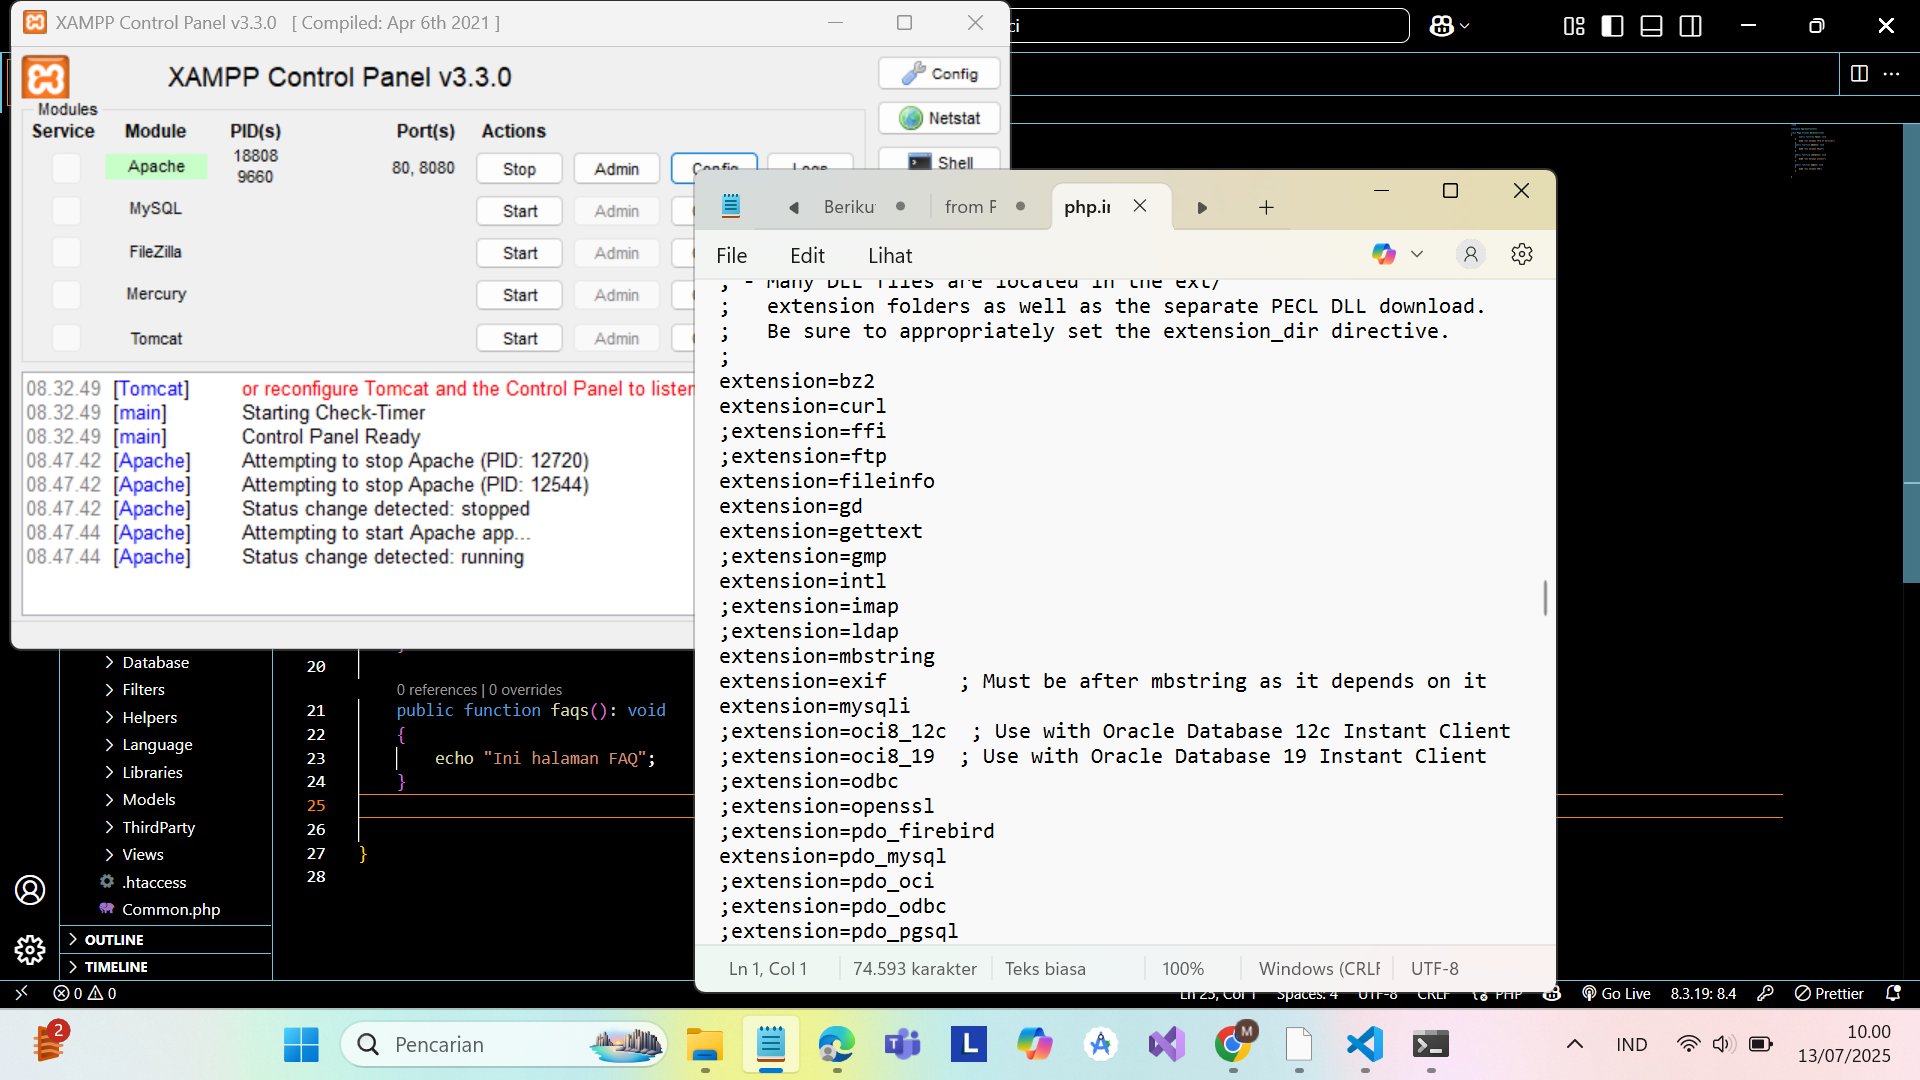 XAMPP Control Panel v3.3.0 [ Compiled: Apr 6th 2021 ]
XAMPP Control Panel v3.3.0
Modules
Service Module PID(s) Port(s) Actions
Apache 18808 9660 80, 8080 Stop Admin Config Logs
MySQL Start Admin
FileZilla Start Admin
Mercury Start Admin
Tomcat Start Admin
Config
Netstat
Shell
08.32.49 [Tomcat] or reconfigure Tomcat and the Control Panel to listen
08.32.49 [main] Starting Check-Timer
08.32.49 [main] Control Panel Ready
08.47.42 [Apache] Attempting to stop Apache (PID: 12720)
08.47.42 [Apache] Attempting to stop Apache (PID: 12544)
08.47.42 [Apache] Status change detected: stopped
08.47.44 [Apache] Attempting to start Apache app...
08.47.44 [Apache] Status change detected: running
ci
Beriku
from P
php.in
File Edit Lihat
; - Many DLL files are located in the ext/
; extension folders as well as the separate PECL DLL download.
; Be sure to appropriately set the extension_dir directive.
;
extension=bz2
extension=curl
;extension=ffi
;extension=ftp
extension=fileinfo
extension=gd
extension=gettext
;extension=gmp
extension=intl
;extension=imap
;extension=ldap
extension=mbstring
extension=exif ; Must be after mbstring as it depends on it
extension=mysqli
;extension=oci8_12c ; Use with Oracle Database 12c Instant Client
;extension=oci8_19 ; Use with Oracle Database 19 Instant Client
;extension=odbc
;extension=openssl
;extension=pdo_firebird
extension=pdo_mysql
;extension=pdo_oci
;extension=pdo_odbc
;extension=pdo_pgsql
Ln 1, Col 1 74.593 karakter Teks biasa 100% Windows (CRLF UTF-8
Database
Filters
Helpers
Language
Libraries
Models
ThirdParty
Views
.htaccess
Common.php
OUTLINE
TIMELINE
20 }
0 references | 0 overrides
21 public function faqs(): void
22 {
23 echo "Ini halaman FAQ";
24 }
25
26
27 }
28
0 0
Ln 25, Col 1 Spaces: 4 UTF-8 CRLF PHP Go Live 8.3.19: 8.4 Prettier
2
Pencarian
L
M
IND
10.00
13/07/2025